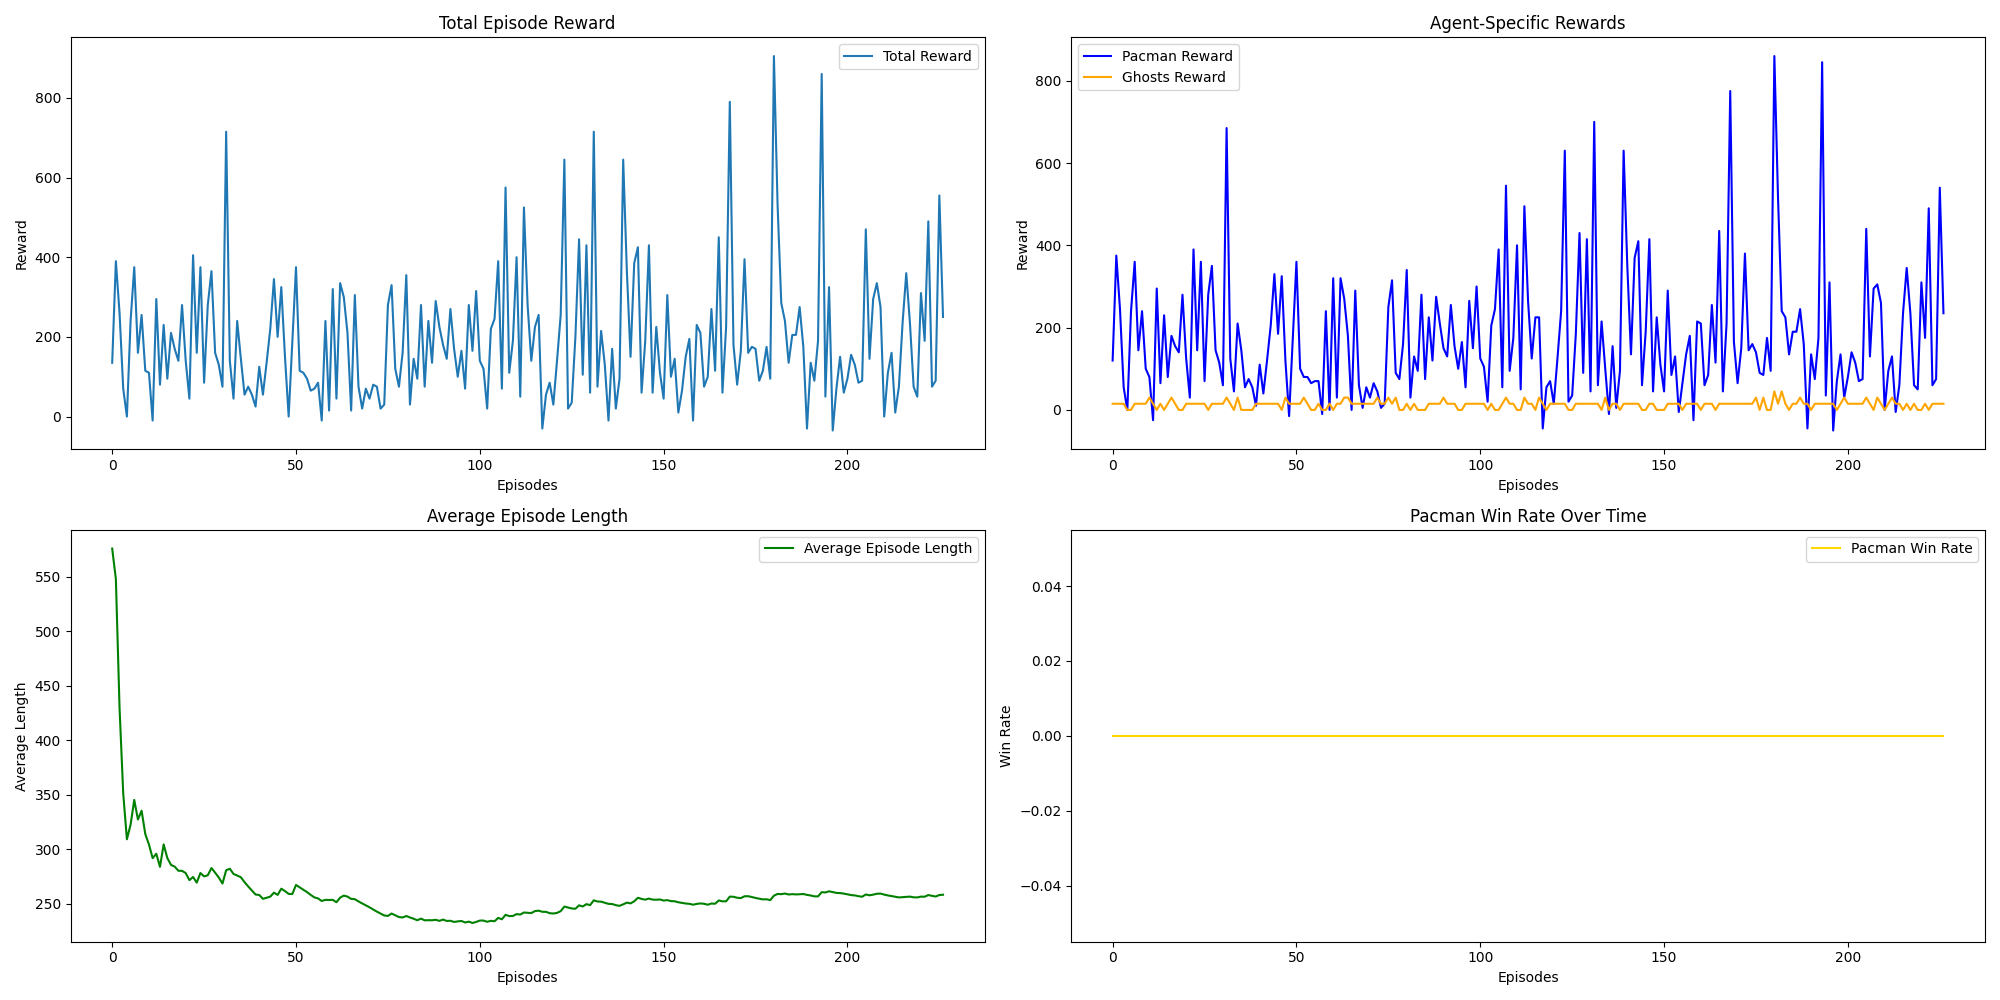 Total Episode Reward
Reward
800
600
400
200
0
Total Reward
0 50 100 150 200
Episodes
Agent-Specific Rewards
Reward
800
600
400
200
0
Pacman Reward
Ghosts Reward
0 50 100 150 200
Episodes
Average Episode Length
Average Length
550
500
450
400
350
300
250
Average Episode Length
0 50 100 150 200
Episodes
Pacman Win Rate Over Time
Win Rate
0.04
0.02
0.00
−0.02
−0.04
Pacman Win Rate
0 50 100 150 200
Episodes